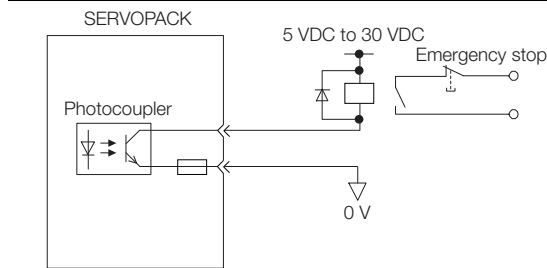 SERVOPACK
5 VDC to 30 VDC
Emergency stop
Photocoupler
0 V